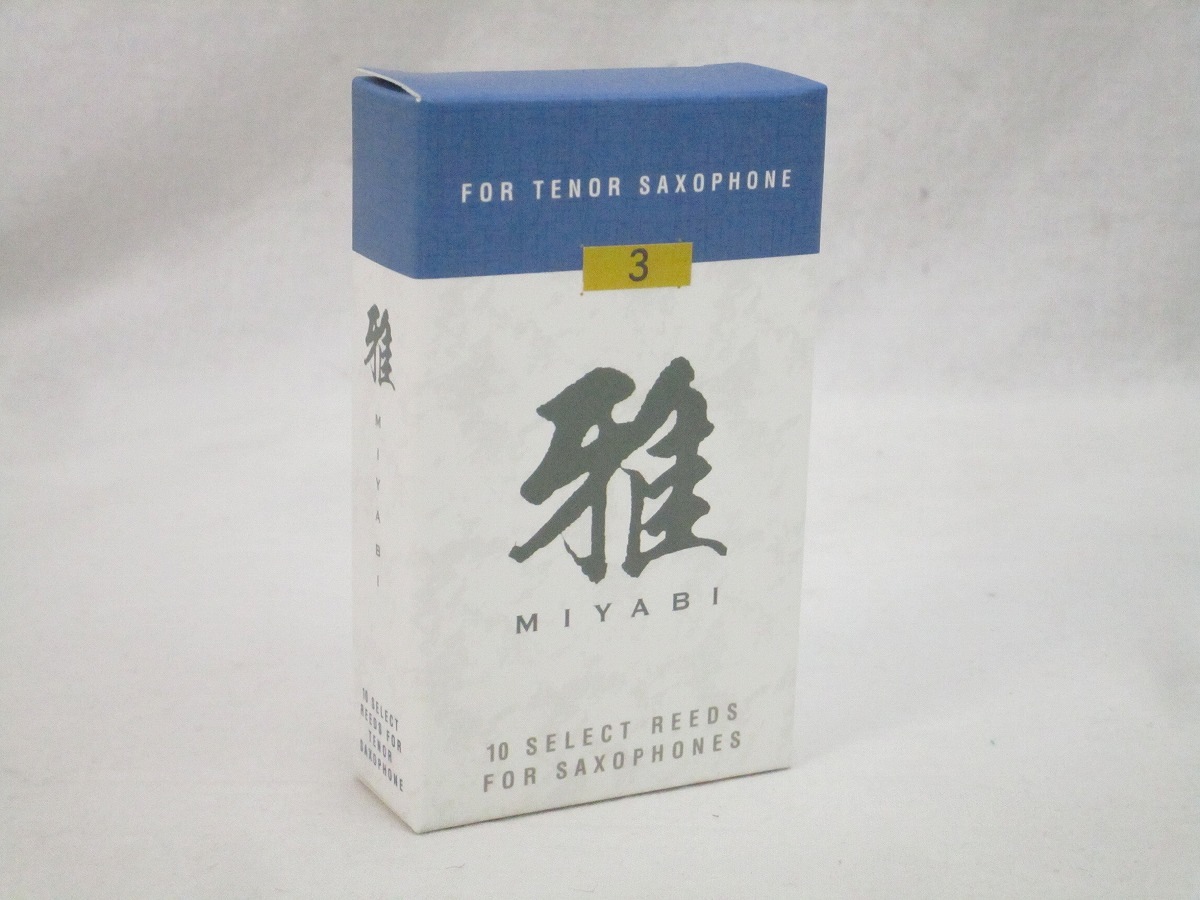 FOR TENOR SAXOPHONE
3
雅
MIYABI
10 SELECT REEDS
FOR SAXOPHONES
雅
MIYABI
10 SELECT
REEDS FOR
TENOR
SAXOPHONE